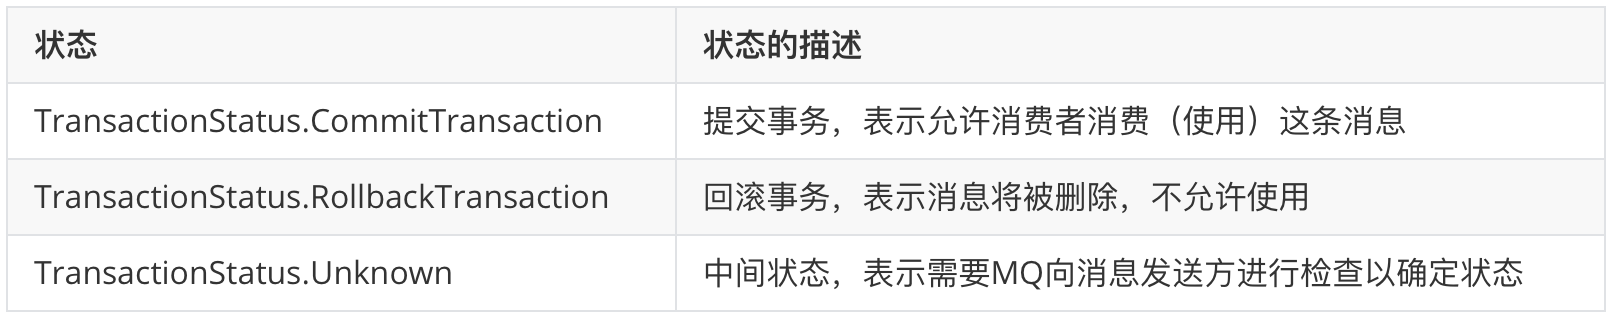 状态 状态的描述
TransactionStatus.CommitTransaction 提交事务，表示允许消费者消费（使用）这条消息
TransactionStatus.RollbackTransaction 回滚事务，表示消息将被删除，不允许使用
TransactionStatus.Unknown 中间状态，表示需要MQ向消息发送方进行检查以确定状态